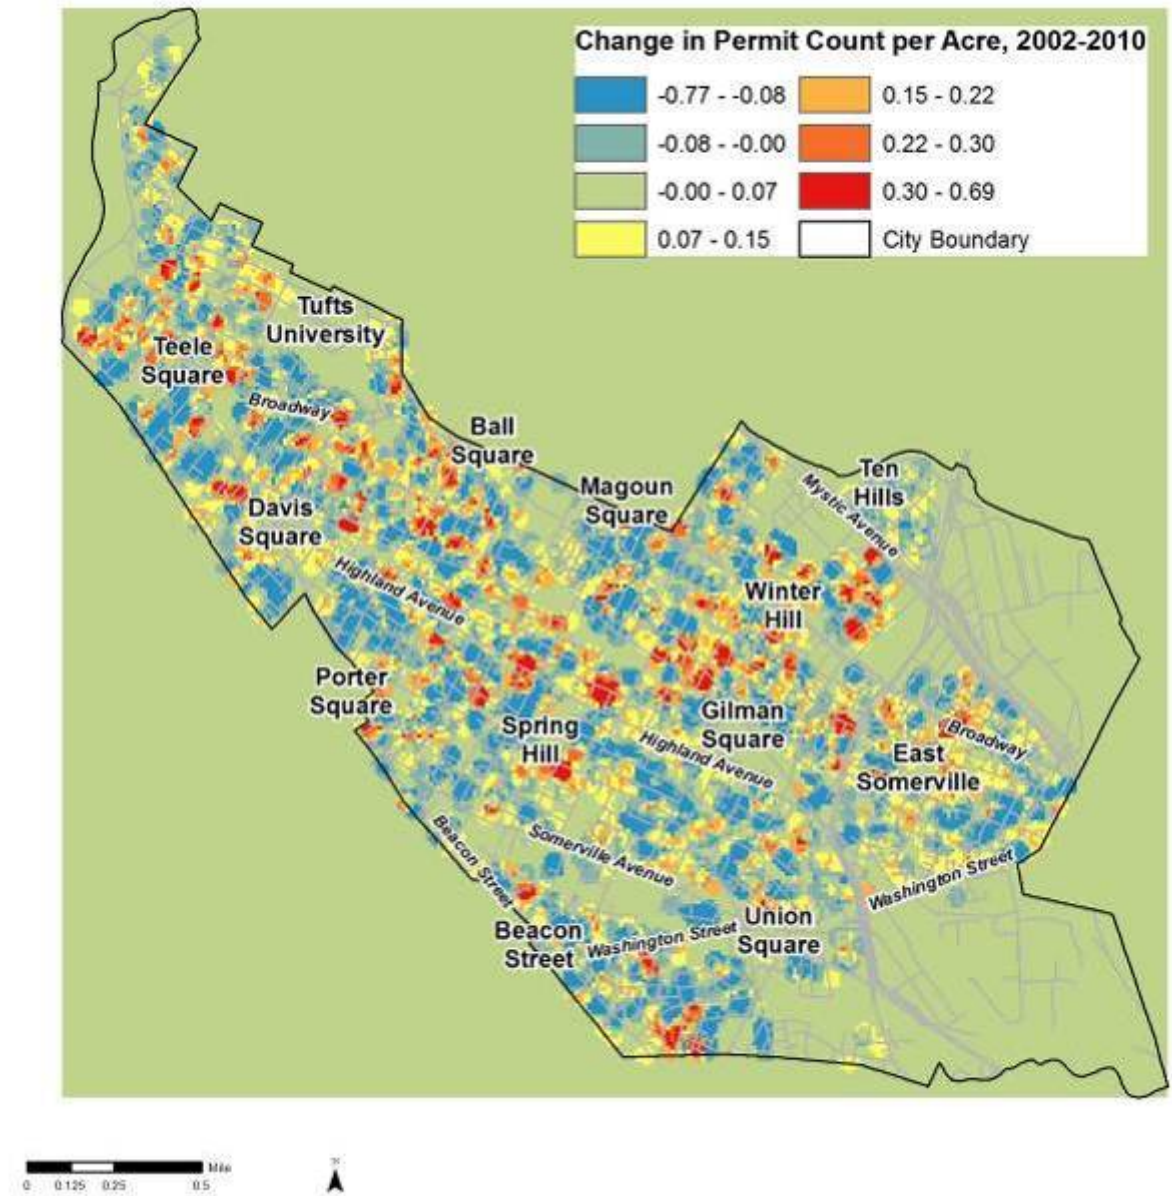 Change in Permit Count per Acre, 2002-2010
-0.77 - -0.08
0.15 - 0.22
-0.08 - -0.00
0.22 - 0.30
-0.00 - 0.07
0.30 - 0.69
0.07 - 0.15
City Boundary
Tufts
University
Teele
Square
Broadway
Ball
Square
Magoun
Square
Ten
Hills
Mystic Avenue
Davis
Square
Highland Avenue
Winter
Hill
Porter
Square
Spring
Hill
Gilman
Square
Highland Avenue
East
Somerville
Broadway
Beacon Street
Somerville Avenue
Washington Street
Beacon
Street
Washington Street
Union
Square
Mile
0 0.125 0.25 0.5